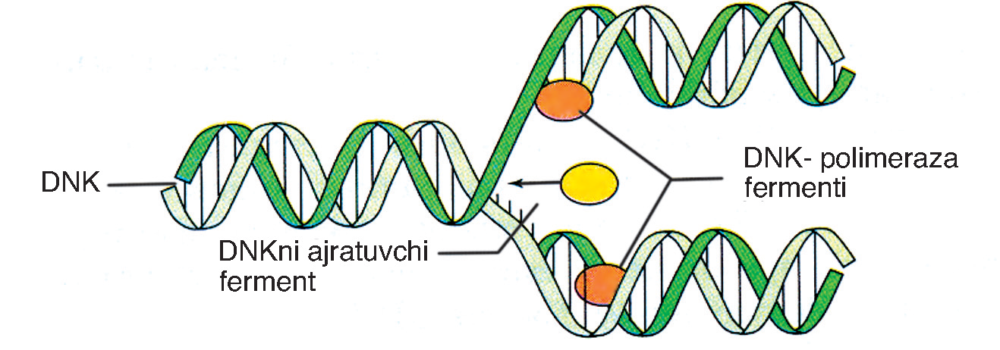 DNK
DNKni ajratuvchi
ferment
DNK- polimeraza
fermenti